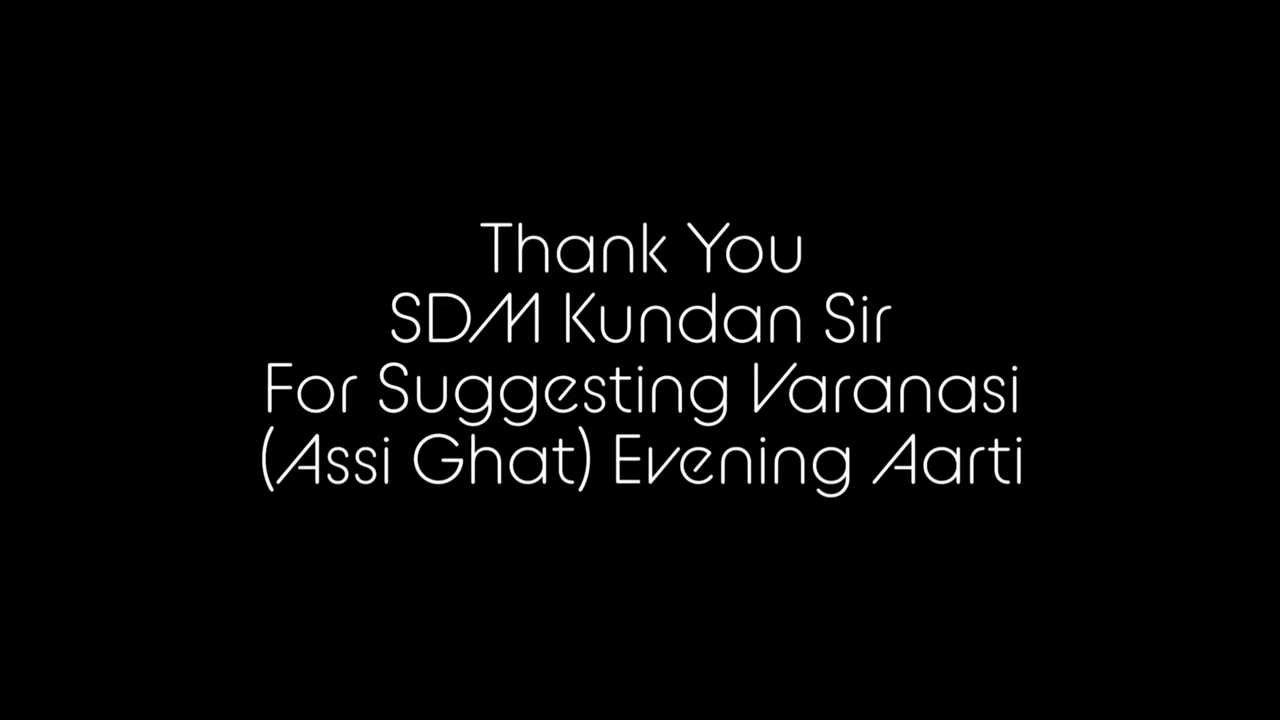 Thank You
SDM Kundan Sir
For Suggesting Varanasi
(Assi Ghat) Evening Aarti